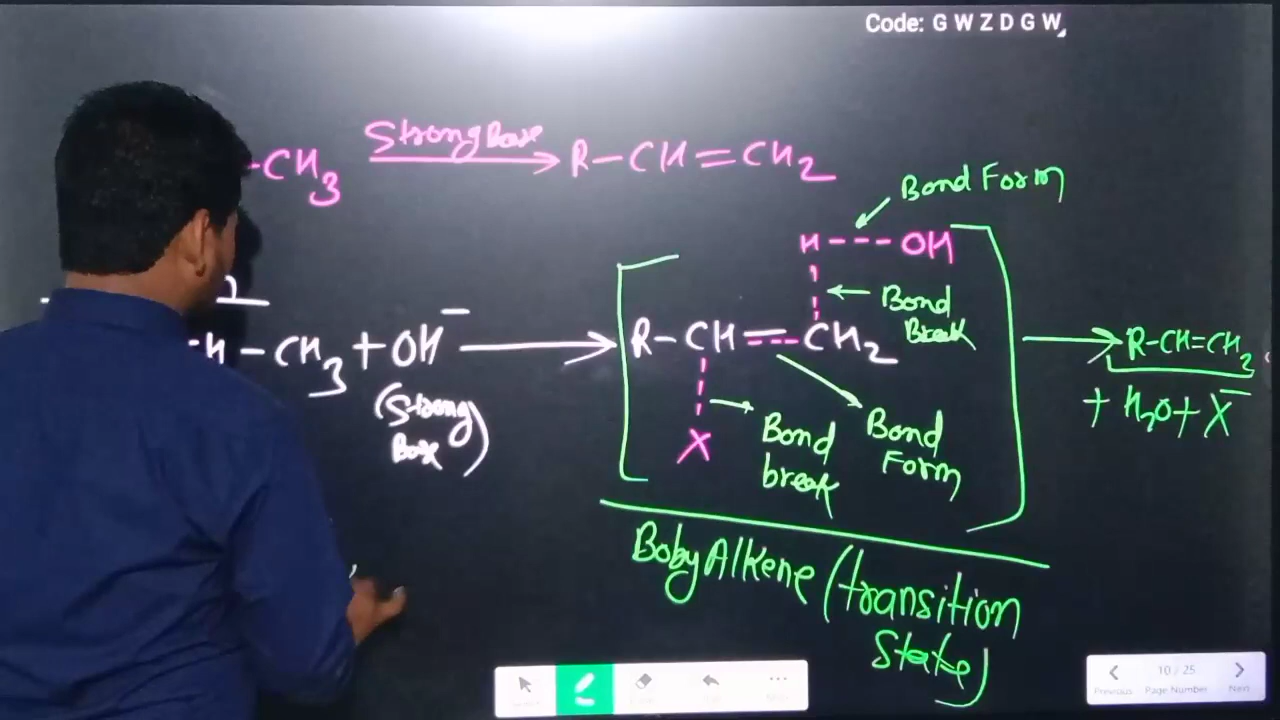 Code: G W Z D G W
-CH3 Strong Base R-CH=CH2
Bond Form
H---OH
Bond Break
-CH3 + OH⁻ R-CH=CH2 R-CH=CH2
(Strong Base)
X
Bond break
Bond Form
+ H2O + X⁻
Boby Alkene (transition State)
10 / 25
Previous Page Number Next